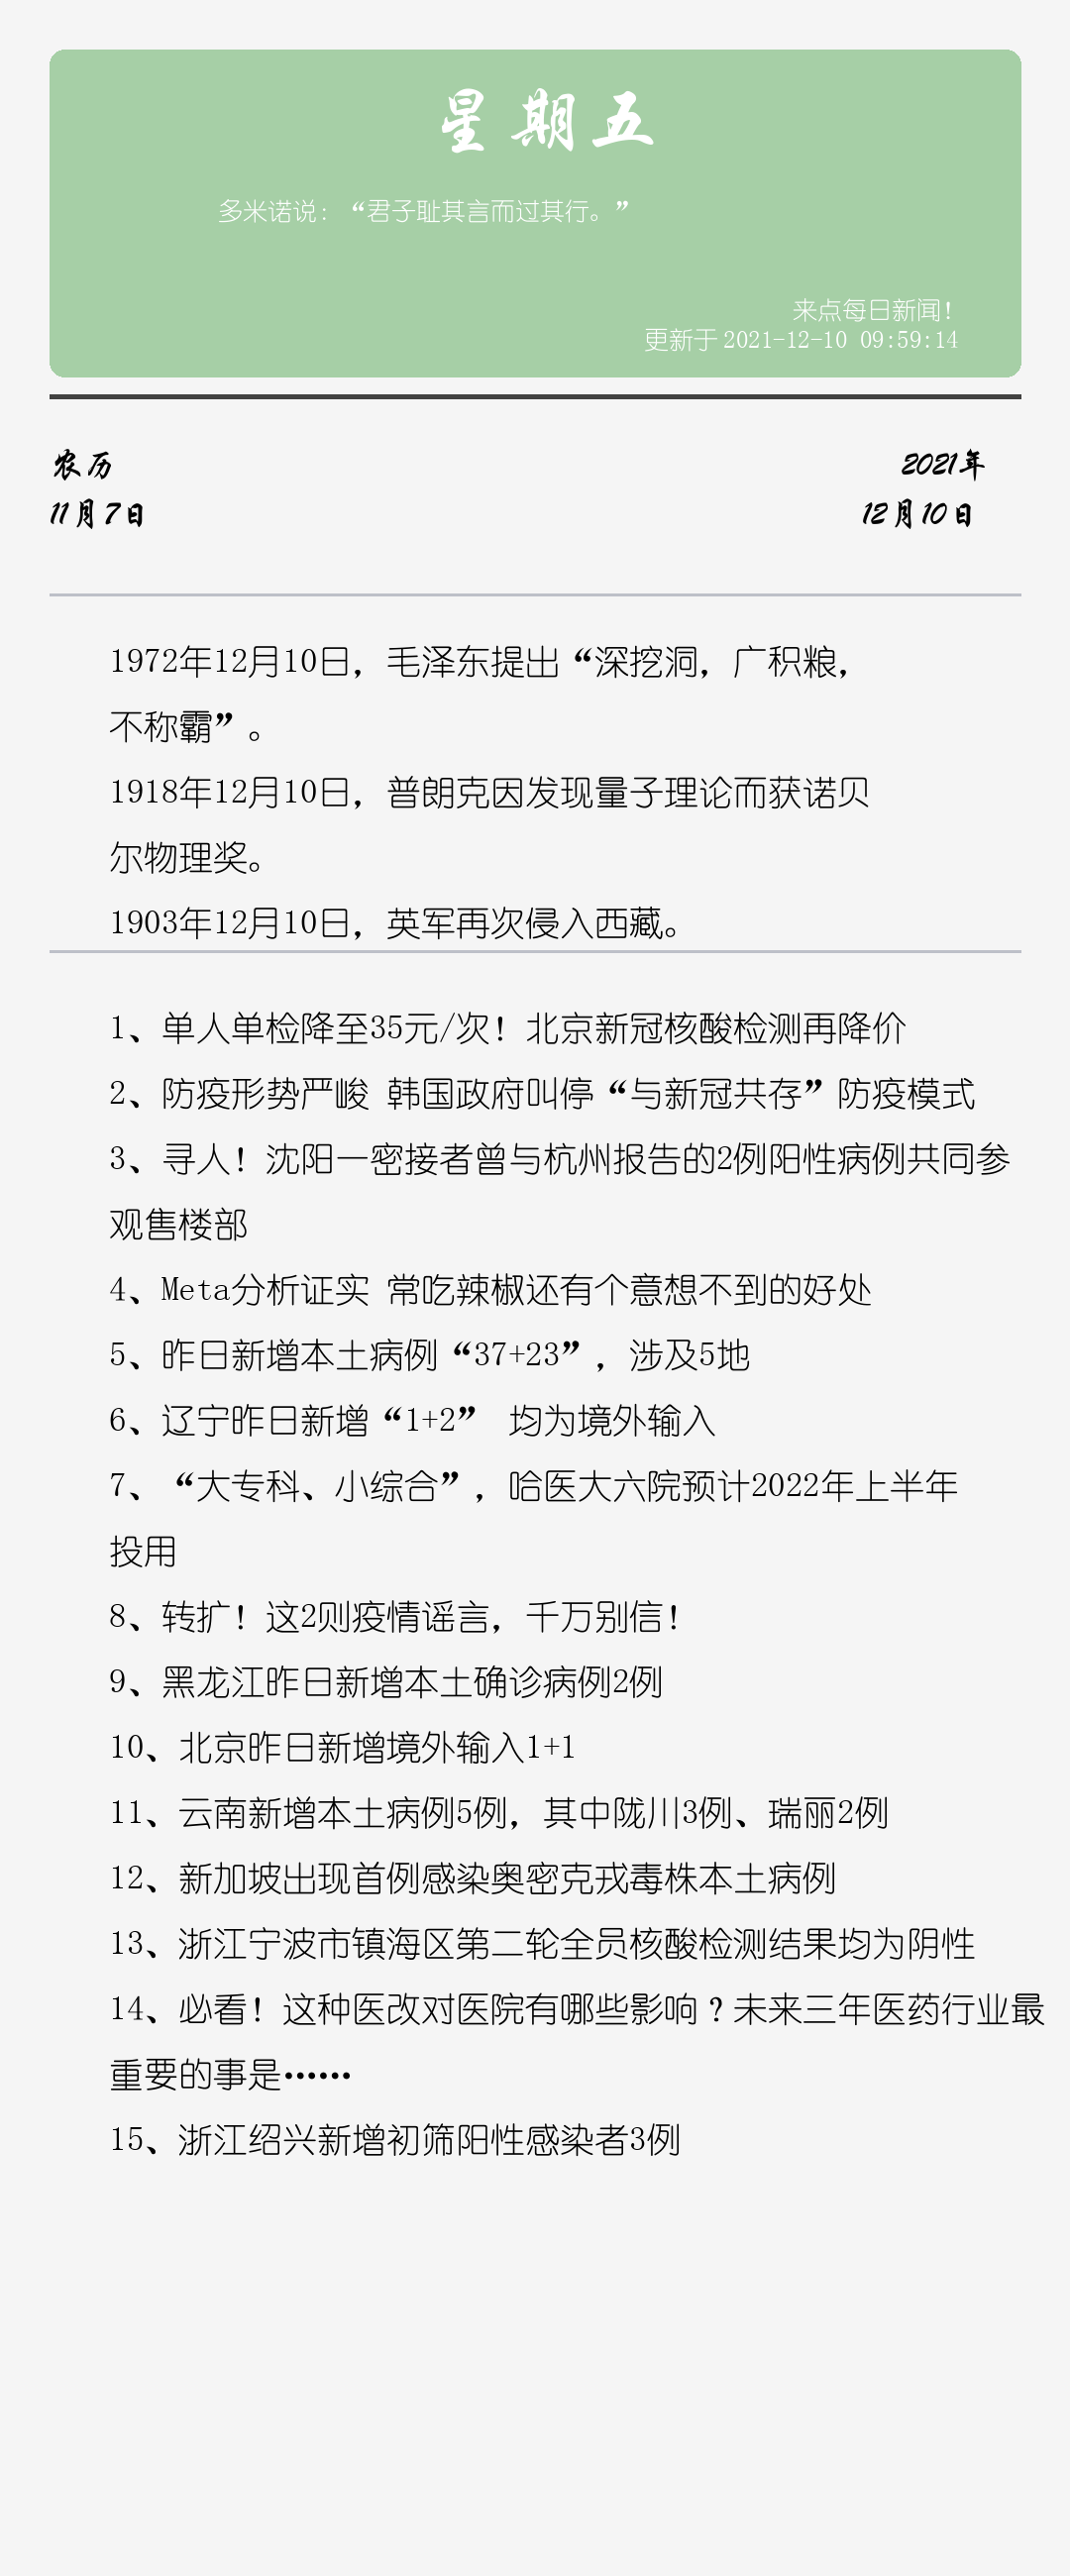 星期五
多米诺说：“君子耻其言而过其行。”
来点每日新闻！
更新于 2021-12-10 09:59:14
农历
2021年
11月7日
12月10日
1972年12月10日，毛泽东提出“深挖洞，广积粮，
不称霸”。
1918年12月10日，普朗克因发现量子理论而获诺贝
尔物理奖。
1903年12月10日，英军再次侵入西藏。
1、单人单检降至35元/次！北京新冠核酸检测再降价
2、防疫形势严峻 韩国政府叫停“与新冠共存”防疫模式
3、寻人！沈阳一密接者曾与杭州报告的2例阳性病例共同参
观售楼部
4、Meta分析证实 常吃辣椒还有个意想不到的好处
5、昨日新增本土病例“37+23”，涉及5地
6、辽宁昨日新增“1+2” 均为境外输入
7、“大专科、小综合”，哈医大六院预计2022年上半年
投用
8、转扩！这2则疫情谣言，千万别信！
9、黑龙江昨日新增本土确诊病例2例
10、北京昨日新增境外输入1+1
11、云南新增本土病例5例，其中陇川3例、瑞丽2例
12、新加坡出现首例感染奥密克戎毒株本土病例
13、浙江宁波市镇海区第二轮全员核酸检测结果均为阴性
14、必看！这种医改对医院有哪些影响？未来三年医药行业最
重要的事是……
15、浙江绍兴新增初筛阳性感染者3例